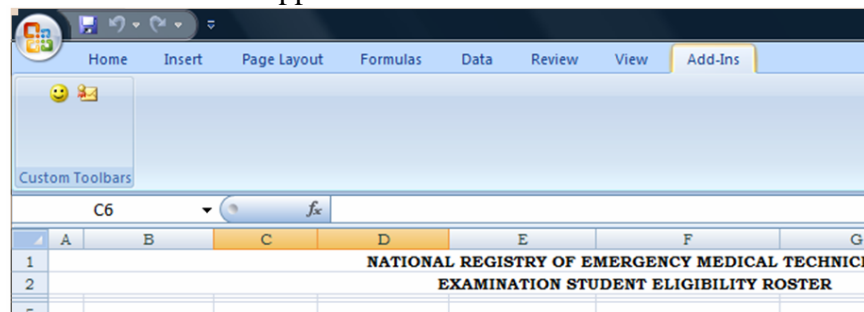 Home Insert Page Layout Formulas Data Review View Add-Ins
Custom Toolbars
C6 fx
A B C D E F G
1 NATIONAL REGISTRY OF EMERGENCY MEDICAL
2 EXAMINATION STUDENT ELIGIBILITY ROSTER